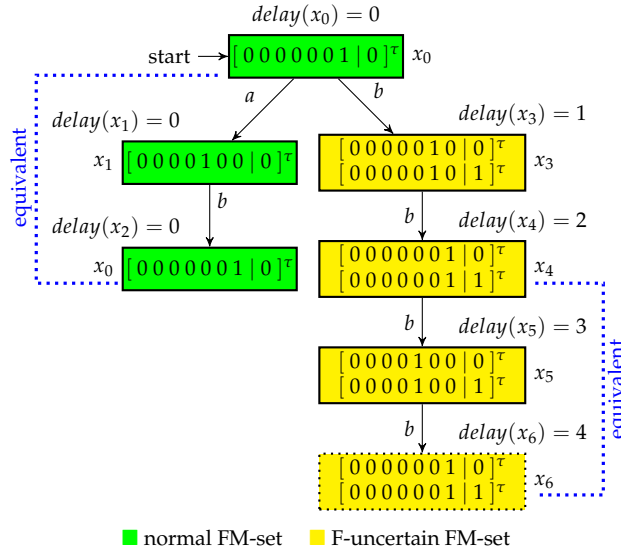 delay(x₀) = 0
start [0 0 0 0 0 0 1 | 0]^τ x₀
a b
delay(x₁) = 0 delay(x₃) = 1
x₁ [0 0 0 0 1 0 0 | 0]^τ
[0 0 0 0 0 1 0 | 0]^τ
[0 0 0 0 0 1 0 | 1]^τ x₃
equivalent
b b
delay(x₂) = 0 delay(x₄) = 2
x₀ [0 0 0 0 0 0 1 | 0]^τ
[0 0 0 0 0 0 1 | 0]^τ
[0 0 0 0 0 1 1 | 1]^τ x₄
b delay(x₅) = 3
[0 0 0 0 1 0 0 | 0]^τ
[0 0 0 0 1 0 0 | 1]^τ x₅
equivalent
b delay(x₆) = 4
[0 0 0 0 0 0 1 | 0]^τ
[0 0 0 0 0 1 1 | 1]^τ x₆
normal FM-set F-uncertain FM-set